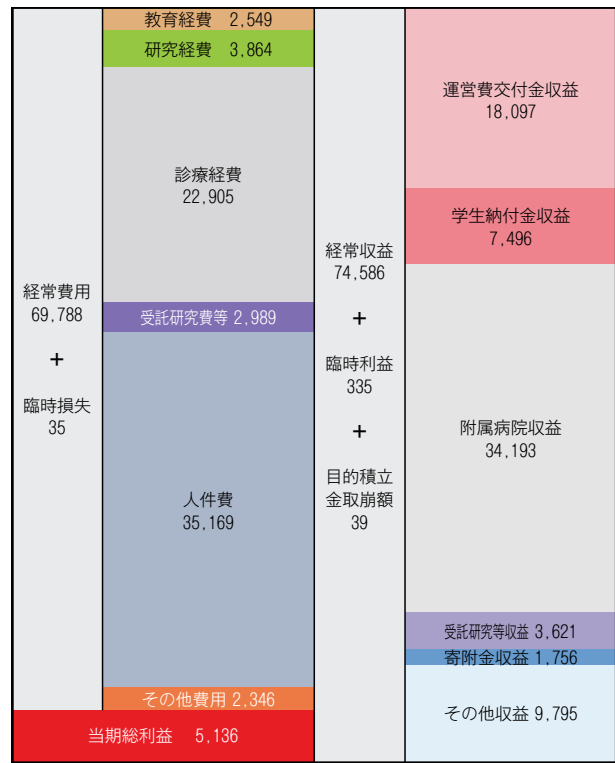 経常費用
69,788
+
臨時損失
35
教育経費 2,549
研究経費 3,864
診療経費
22,905
受託研究費等 2,989
人件費
35,169
その他費用 2,346
当期総利益 5,136
経常収益
74,586
+
臨時利益
335
+
目的積立
金取崩額
39
運営費交付金収益
18,097
学生納付金収益
7,496
附属病院収益
34,193
受託研究等収益 3,621
寄附金収益 1,756
その他収益 9,795